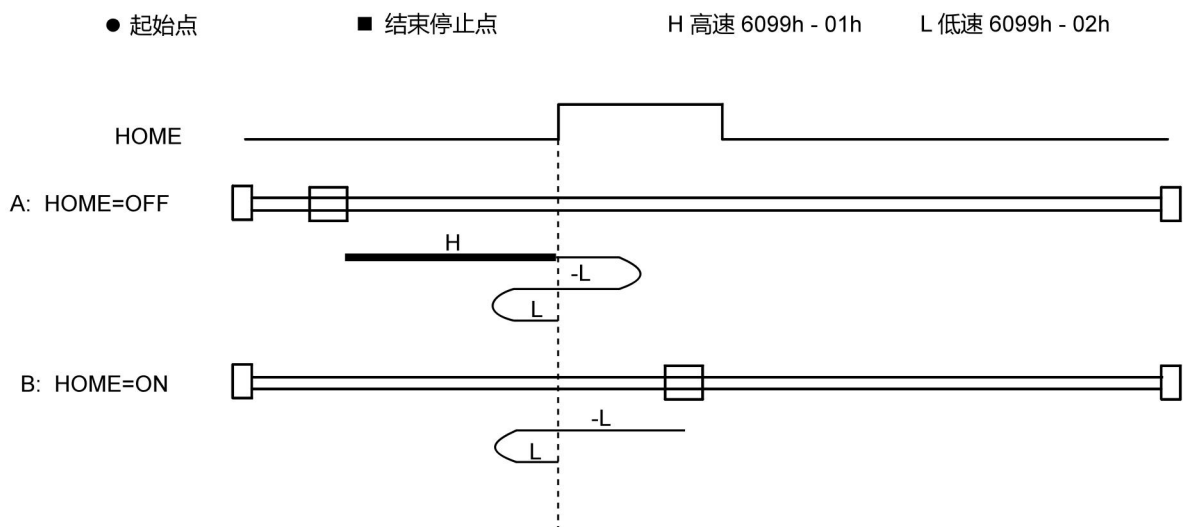 ● 起始点 ■ 结束停止点 H 高速 6099h - 01h L 低速 6099h - 02h
HOME
A: HOME=OFF
H
-L
L
B: HOME=ON
-L
L